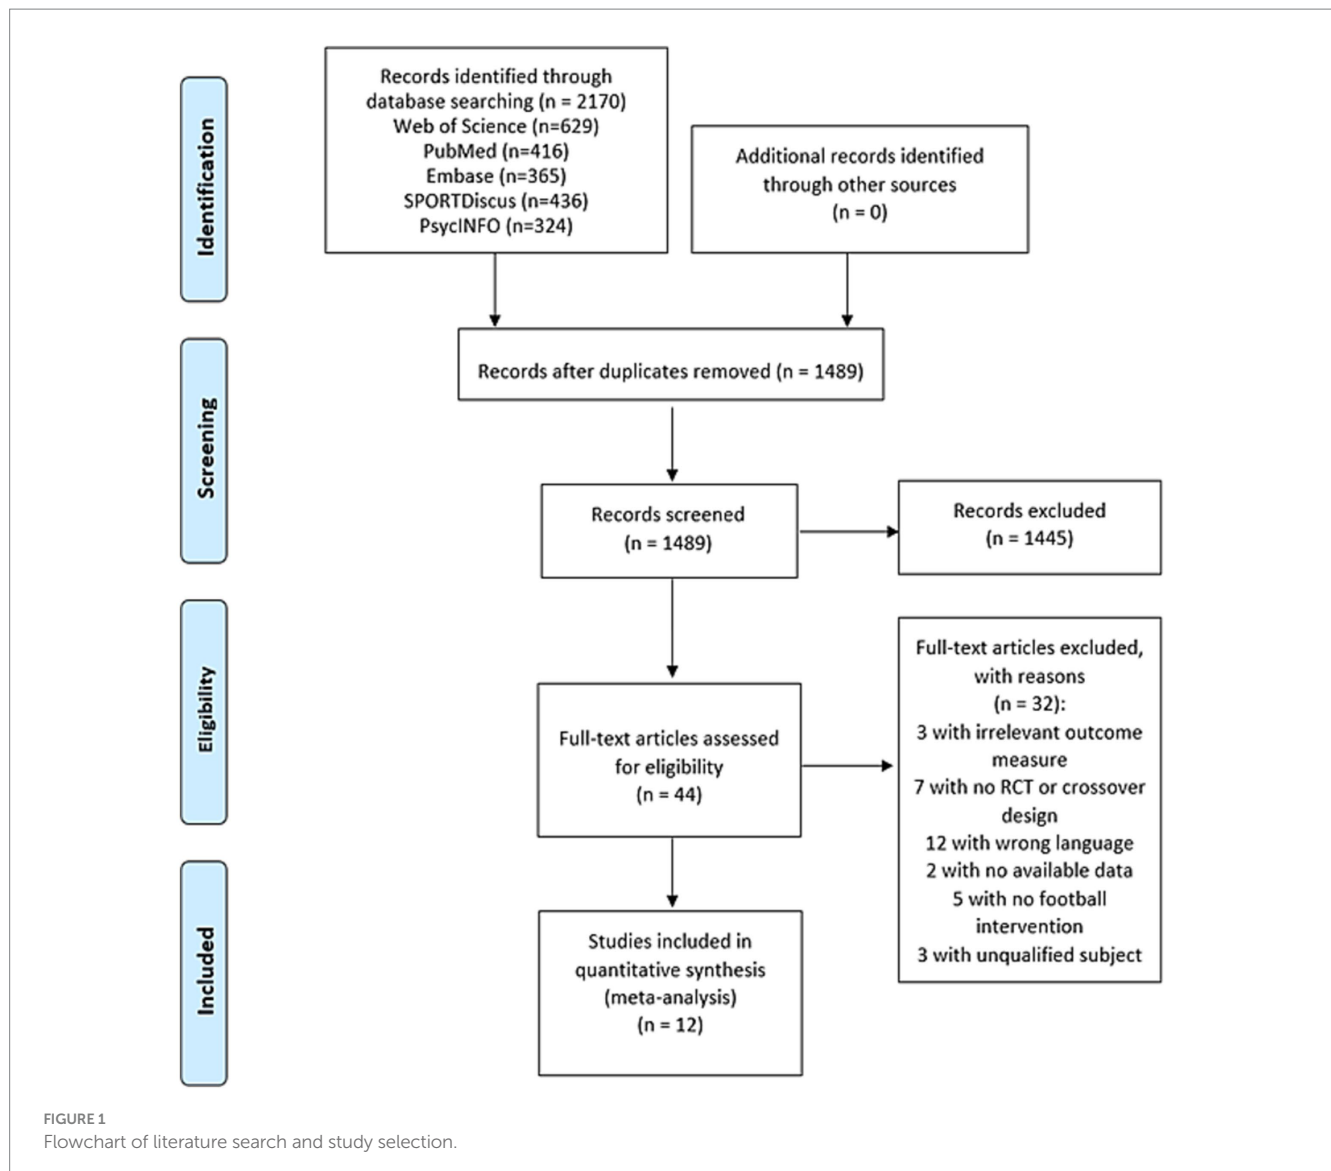 Identification
Records identified through
database searching (n = 2170)
Web of Science (n=629)
PubMed (n=416)
Embase (n=365)
SPORTDiscus (n=436)
PsycINFO (n=324)
Additional records identified
through other sources
(n = 0)
Screening
Records after duplicates removed (n = 1489)
Records screened
(n = 1489)
Records excluded
(n = 1445)
Eligibility
Full-text articles assessed
for eligibility
(n = 44)
Full-text articles excluded,
with reasons
(n = 32):
3 with irrelevant outcome
measure
7 with no RCT or crossover
design
12 with wrong language
2 with no available data
5 with no football
intervention
3 with unqualified subject
Included
Studies included in
quantitative synthesis
(meta-analysis)
(n = 12)
FIGURE 1
Flowchart of literature search and study selection.